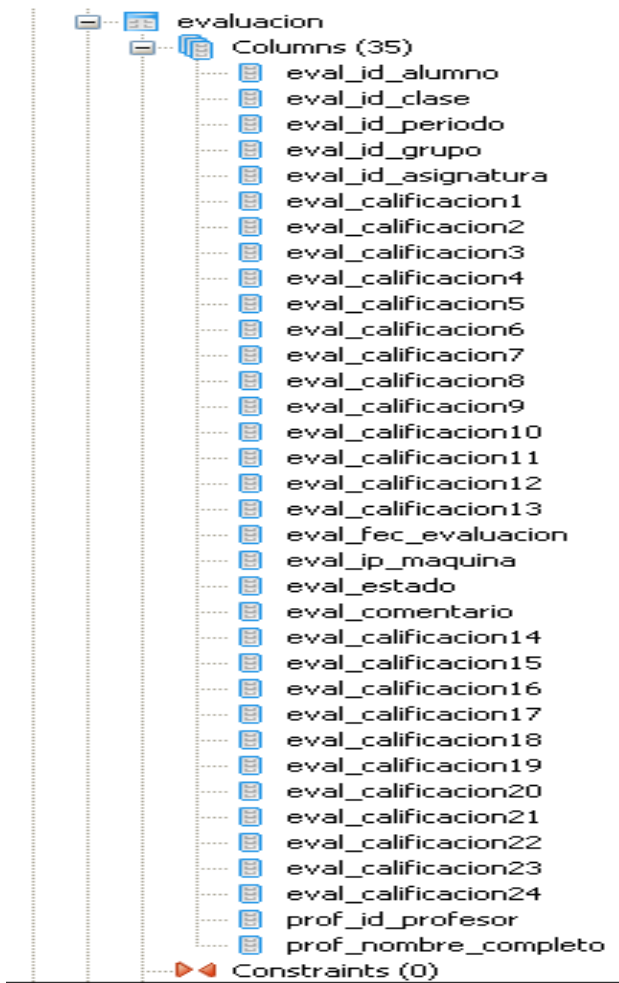 evaluacion
Columns (35)
eval_id_alumno
eval_id_clase
eval_id_periodo
eval_id_grupo
eval_id_asignatura
eval_calificacion1
eval_calificacion2
eval_calificacion3
eval_calificacion4
eval_calificacion5
eval_calificacion6
eval_calificacion7
eval_calificacion8
eval_calificacion9
eval_calificacion10
eval_calificacion11
eval_calificacion12
eval_calificacion13
eval_fec_evaluacion
eval_ip_maquina
eval_estado
eval_comentario
eval_calificacion14
eval_calificacion15
eval_calificacion16
eval_calificacion17
eval_calificacion18
eval_calificacion19
eval_calificacion20
eval_calificacion21
eval_calificacion22
eval_calificacion23
eval_calificacion24
prof_id_profesor
prof_nombre_completo
Constraints (0)